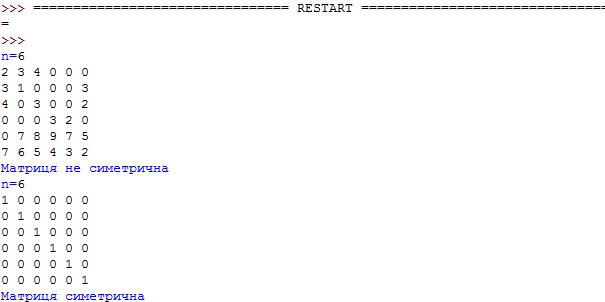 >>> ================================ RESTART ===============================
=
>>>
n=6
2 3 4 0 0 0
3 1 0 0 0 3
4 0 3 0 0 2
0 0 0 3 2 0
0 7 8 9 7 5
7 6 5 4 3 2
Матриця не симетрична
n=6
1 0 0 0 0 0
0 1 0 0 0 0
0 0 1 0 0 0
0 0 0 1 0 0
0 0 0 0 1 0
0 0 0 0 0 1
Матриця симетрична